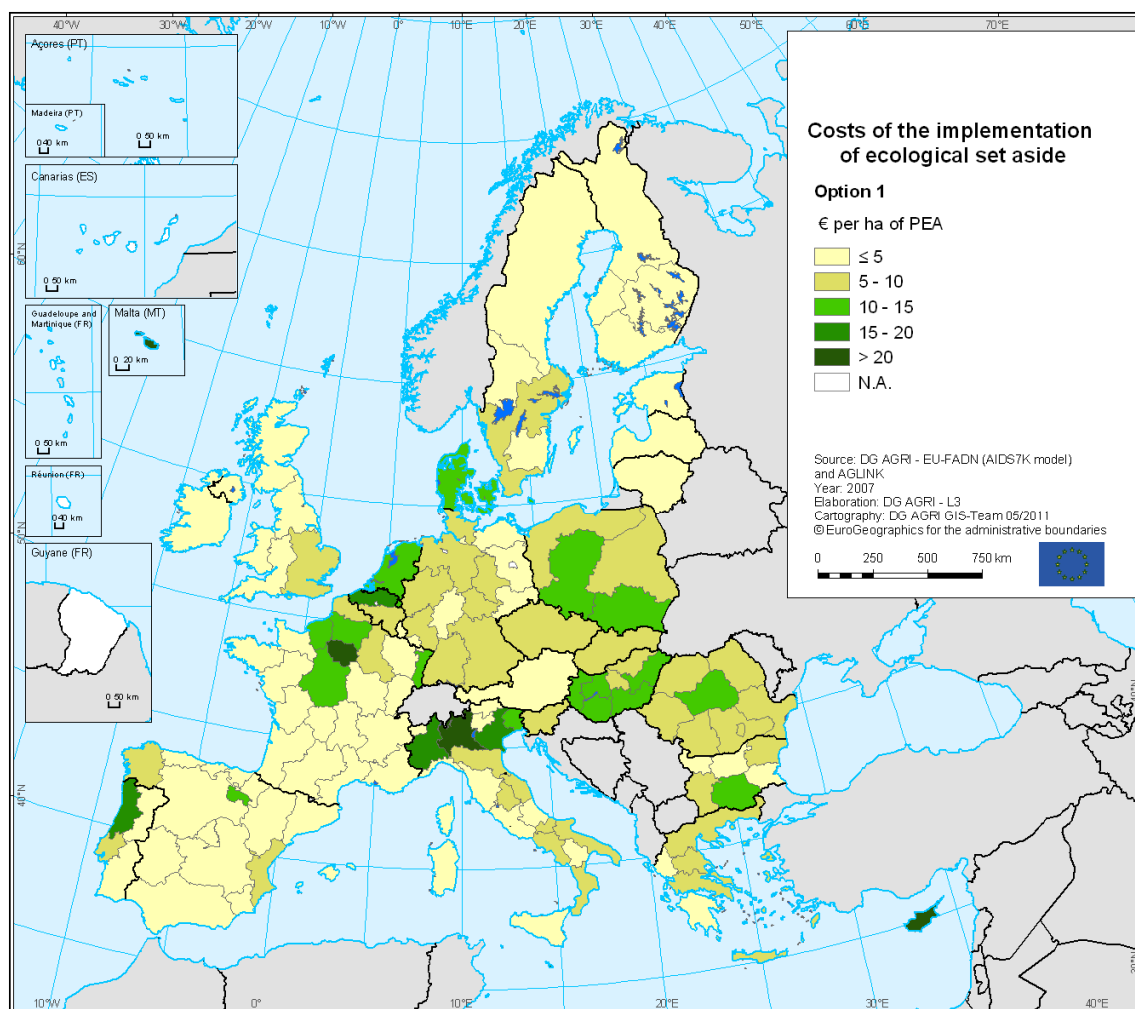 40°W
30°W
20°W
10°W
0°
10°E
20°E
30°E
40°E
50°E
60°E
70°E
Açores (PT)
Madeira (PT)
0 40 km
0 50 km
Canarias (ES)
0 50 km
Guadeloupe and
Martinique (FR)
0 50 km
Malta (MT)
0 20 km
Réunion (FR)
0 40 km
Guyane (FR)
0 50 km
60°N
50°N
40°N
Costs of the implementation
of ecological set aside
Option 1
€ per ha of PEA
≤ 5
5 - 10
10 - 15
15 - 20
> 20
N.A.
Source: DG AGRI - EU-FADN (AIDS7K model)
and AGLINK
Year: 2007
Elaboration: DG AGRI - L3
Cartography: DG AGRI GIS-Team 05/2011
© EuroGeographics for the administrative boundaries
0 250 500 750 km
10°W
0°
10°E
20°E
30°E
40°E